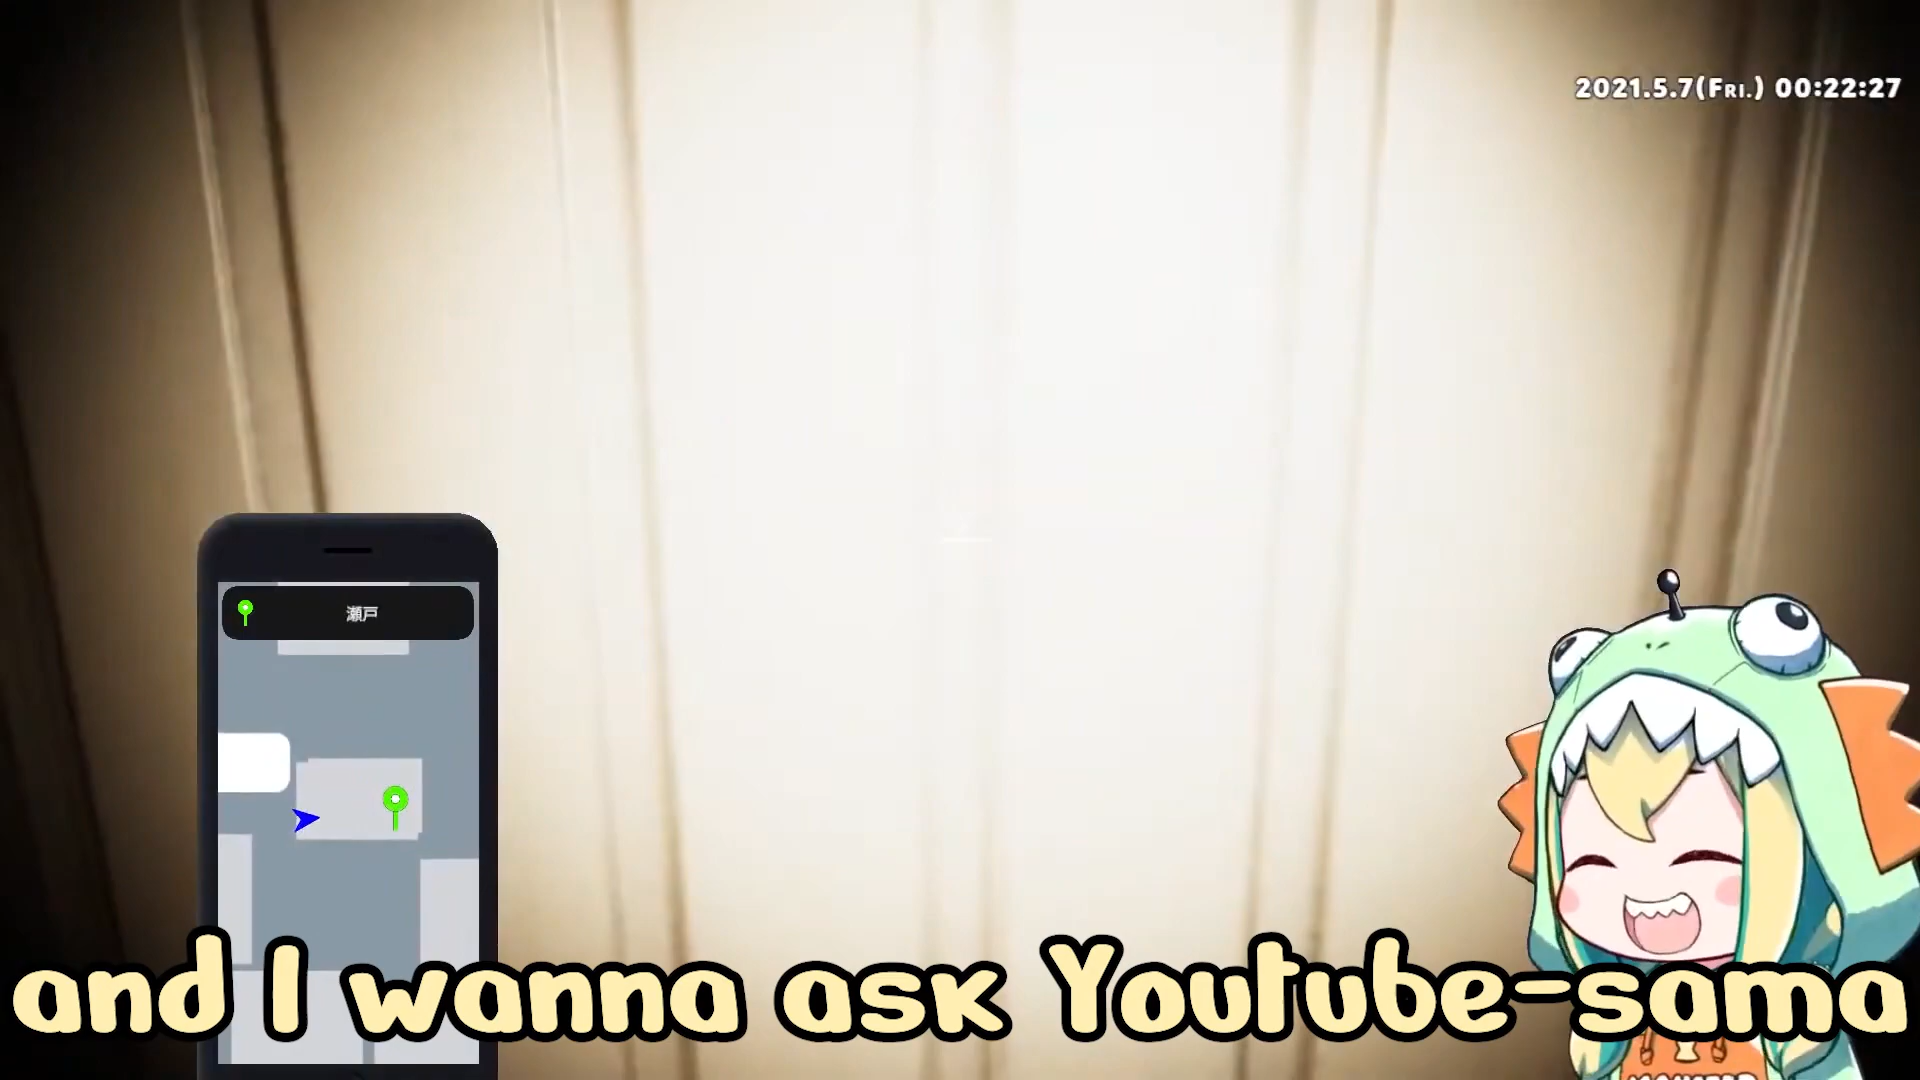 2021.5.7(FRI.) 00:22:27
瀬戸
and I wanna ask Youtube-sama